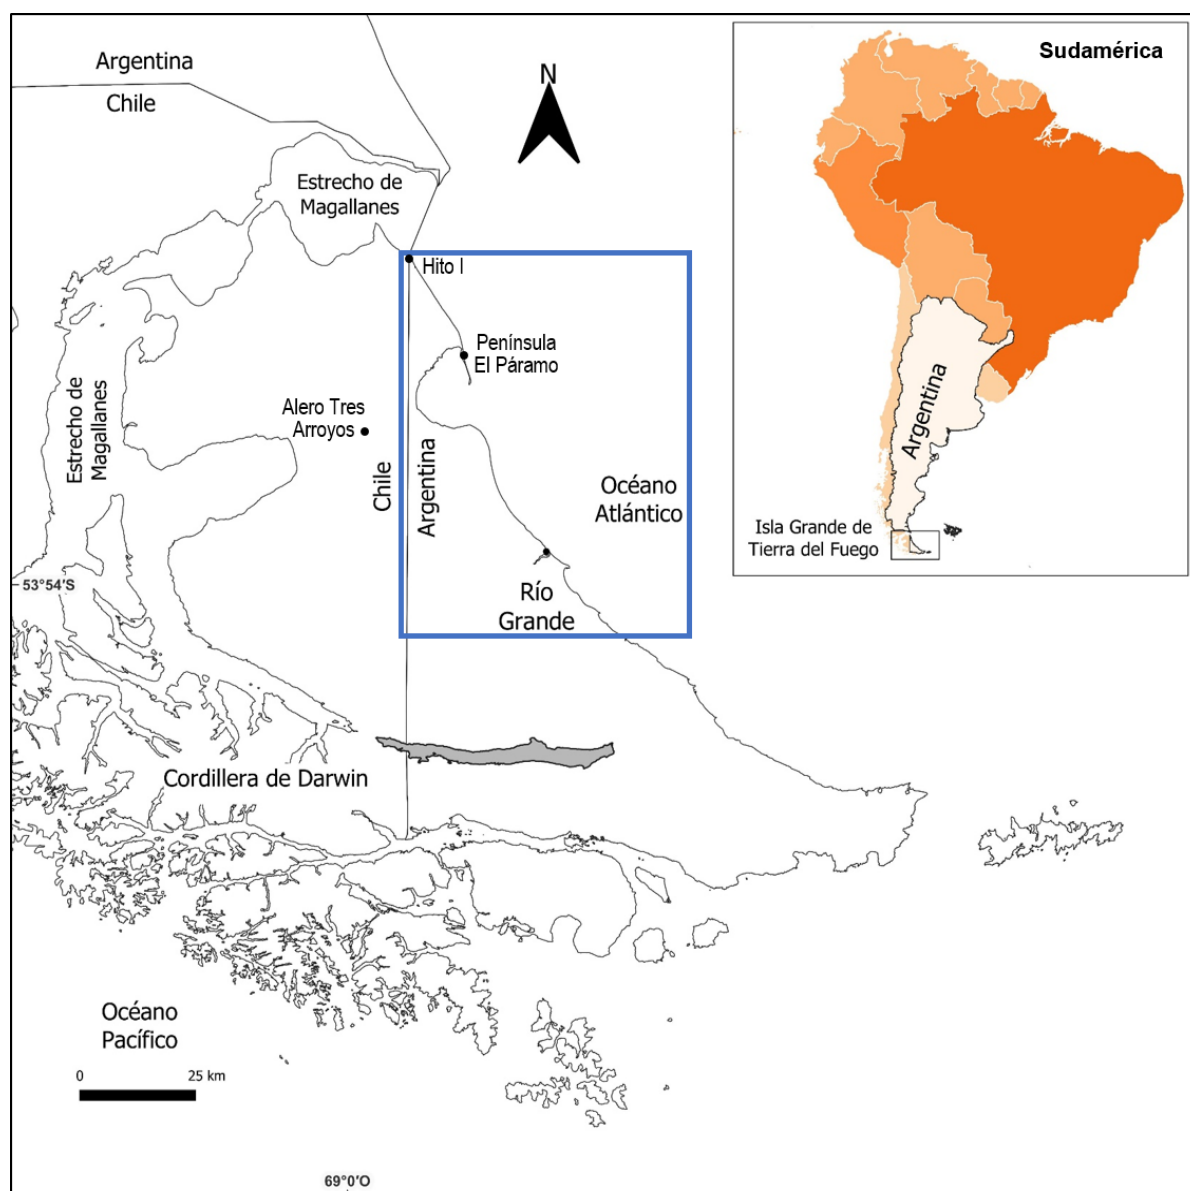 Argentina
Chile
N
Sudamérica
Estrecho de
Magallanes
Hito I
Península
El Páramo
Alero Tres
Arroyos
Estrecho de
Magallanes
Chile
Argentina
Océano
Atlántico
Argentina
Isla Grande de
Tierra del Fuego
53°54'S
Río
Grande
Cordillera de Darwin
Océano
Pacífico
0 25 km
69°0'O